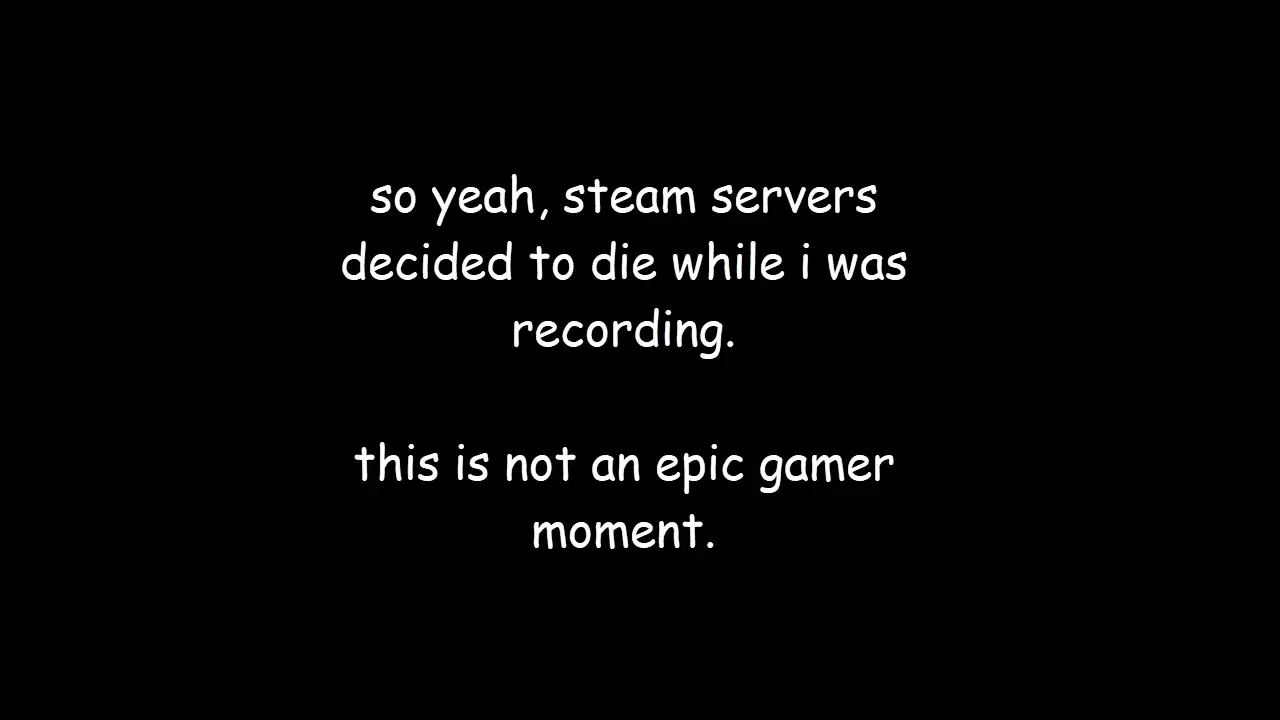 so yeah, steam servers
decided to die while i was
recording.
this is not an epic gamer
moment.